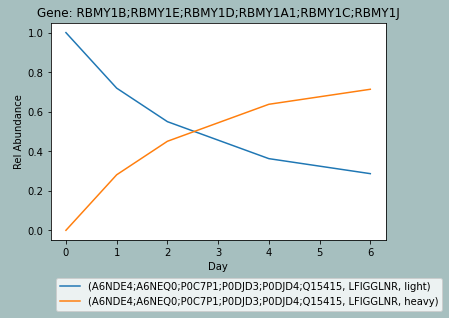 Gene: RBMY1B;RBMY1E;RBMY1D;RBMY1A1;RBMY1C;RBMY1J
1.0
0.8
0.6
0.4
0.2
0.0
Rel Abundance
0 1 2 3 4 5 6
Day
(A6NDE4;A6NEQ0;P0C7P1;P0DJD3;P0DJD4;Q15415, LFIGGLNR, light)
(A6NDE4;A6NEQ0;P0C7P1;P0DJD3;P0DJD4;Q15415, LFIGGLNR, heavy)